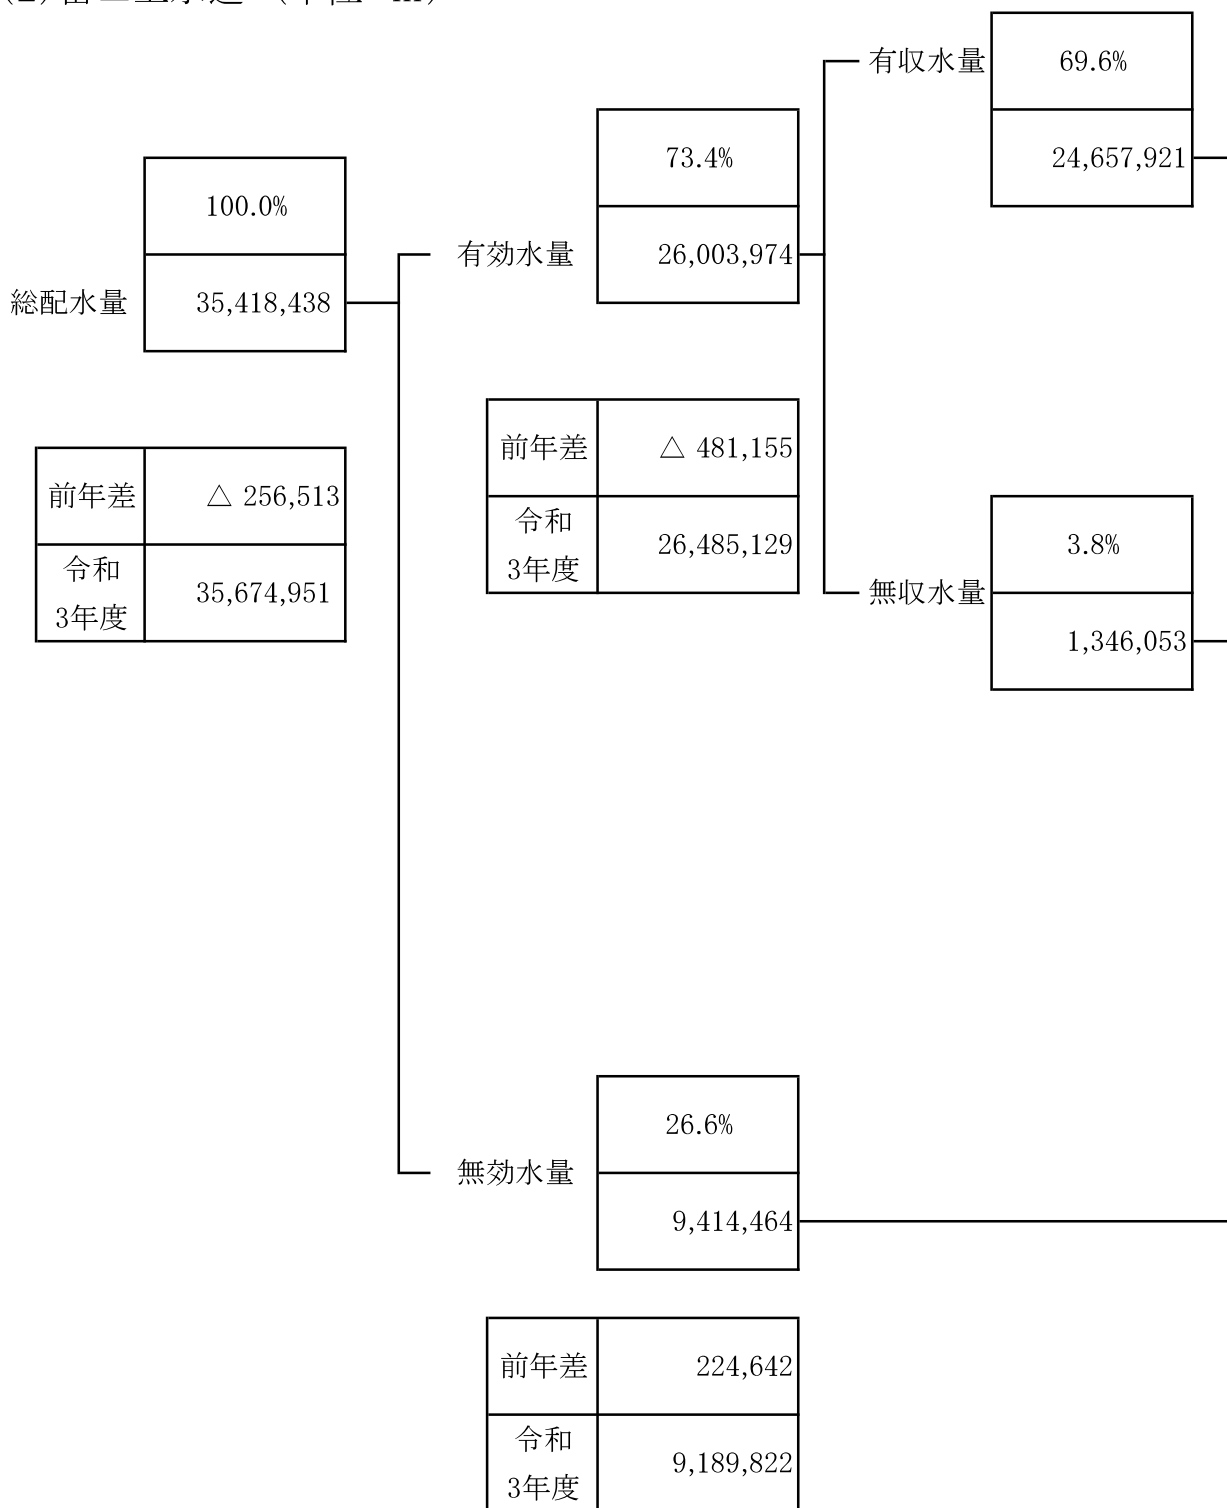 有収水量
69.6%
24,657,921
73.4%
有効水量
26,003,974
100.0%
総配水量
35,418,438
前年差
△ 481,155
令和
3年度
26,485,129
前年差
△ 256,513
令和
3年度
35,674,951
3.8%
無収水量
1,346,053
26.6%
無効水量
9,414,464
前年差
224,642
令和
3年度
9,189,822